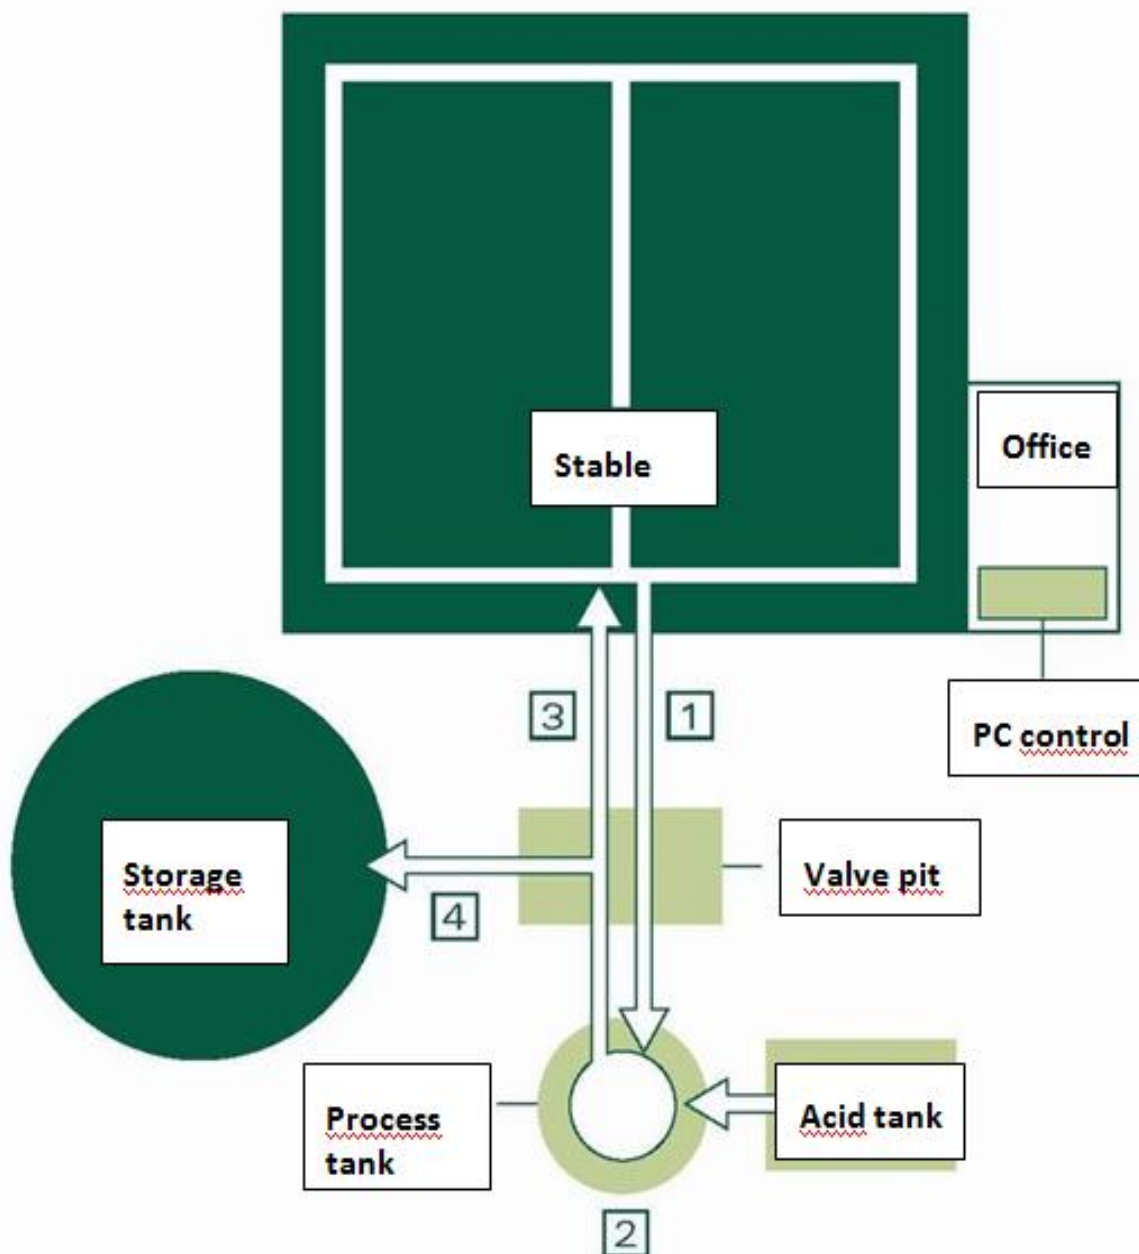 Stable
Office
3
1
PC control
Storage
tank
4
Valve pit
Process
tank
Acid tank
2